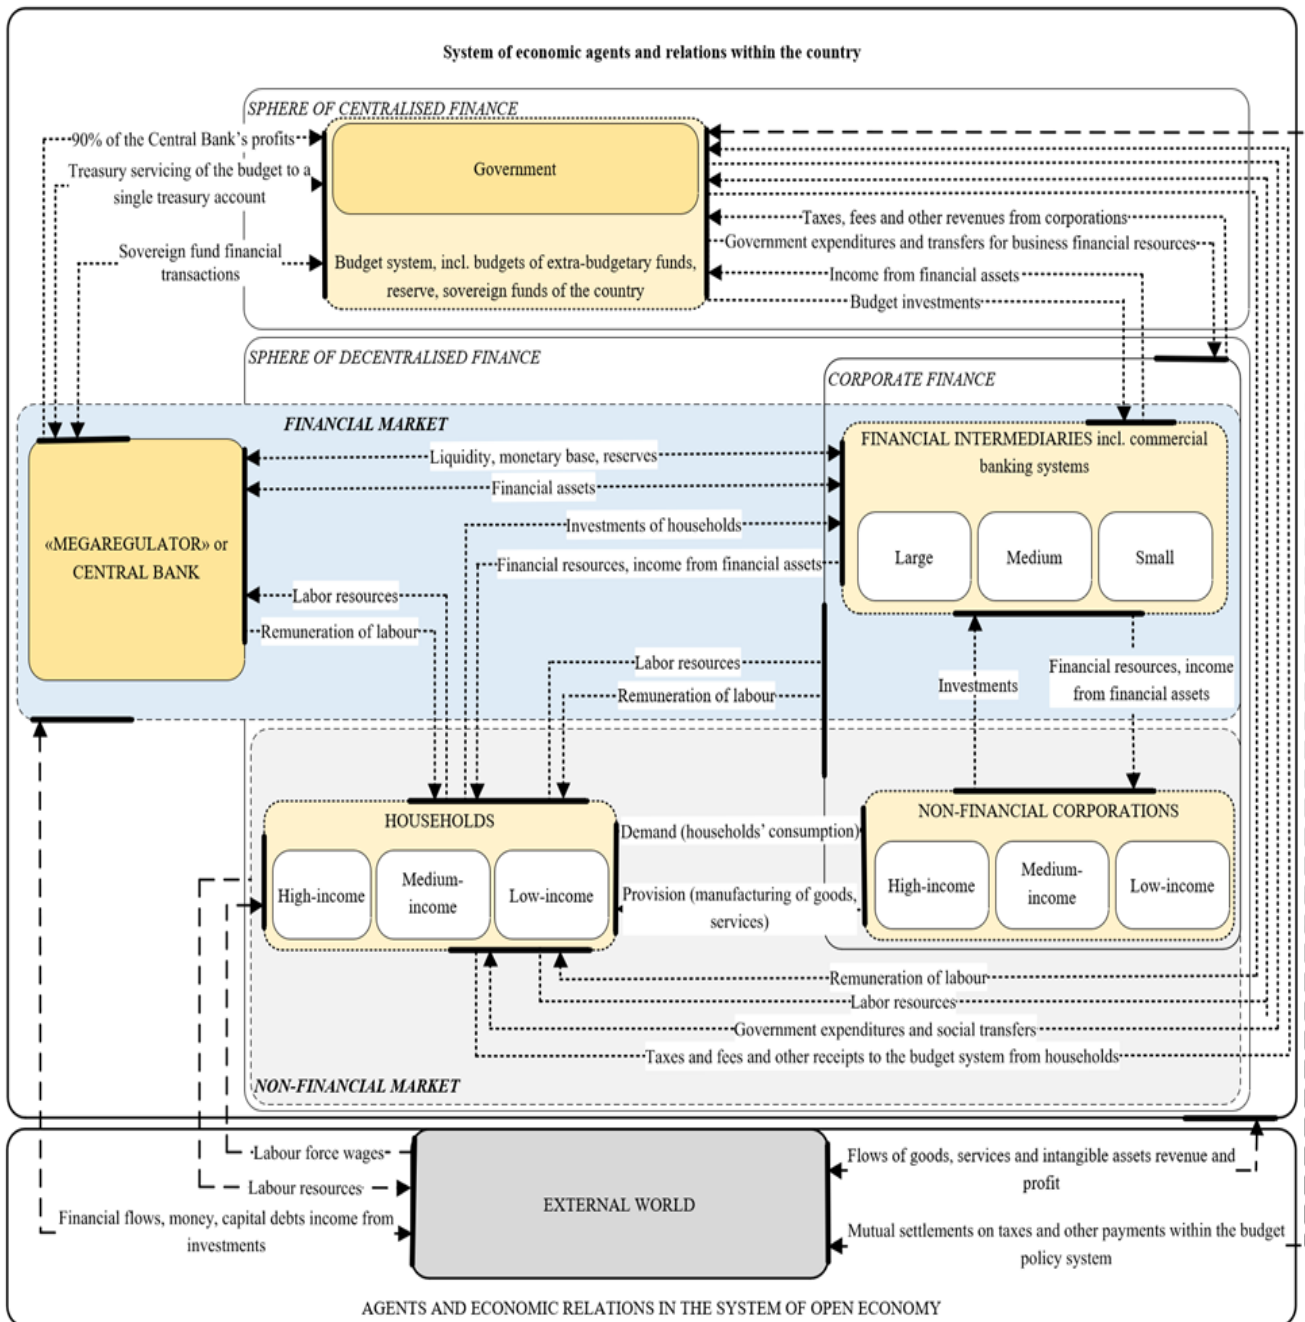 System of economic agents and relations within the country
SPHERE OF CENTRALISED FINANCE
90% of the Central Bank's profits
Treasury servicing of the budget to a
single treasury account
Sovereign fund financial
transactions
Government
Budget system, incl. budgets of extra-budgetary funds,
reserve, sovereign funds of the country
Taxes, fees and other revenues from corporations
Government expenditures and transfers for business financial resources
Income from financial assets
Budget investments
SPHERE OF DECENTRALISED FINANCE
CORPORATE FINANCE
FINANCIAL MARKET
«MEGAREGULATOR» or
CENTRAL BANK
Liquidity, monetary base, reserves
Financial assets
Investments of households
Financial resources, income from financial assets
Labor resources
Remuneration of labour
FINANCIAL INTERMEDIARIES incl. commercial
banking systems
Large
Medium
Small
Labor resources
Remuneration of labour
Investments
Financial resources, income
from financial assets
HOUSEHOLDS
High-income
Medium-
income
Low-income
Demand (households' consumption)
Provision (manufacturing of goods,
services)
NON-FINANCIAL CORPORATIONS
High-income
Medium-
income
Low-income
Remuneration of labour
Labor resources
Government expenditures and social transfers
Taxes and fees and other receipts to the budget system from households
NON-FINANCIAL MARKET
Labour force wages
Labour resources
Financial flows, money, capital debts income from
investments
EXTERNAL WORLD
Flows of goods, services and intangible assets revenue and
profit
Mutual settlements on taxes and other payments within the budget
policy system
AGENTS AND ECONOMIC RELATIONS IN THE SYSTEM OF OPEN ECONOMY